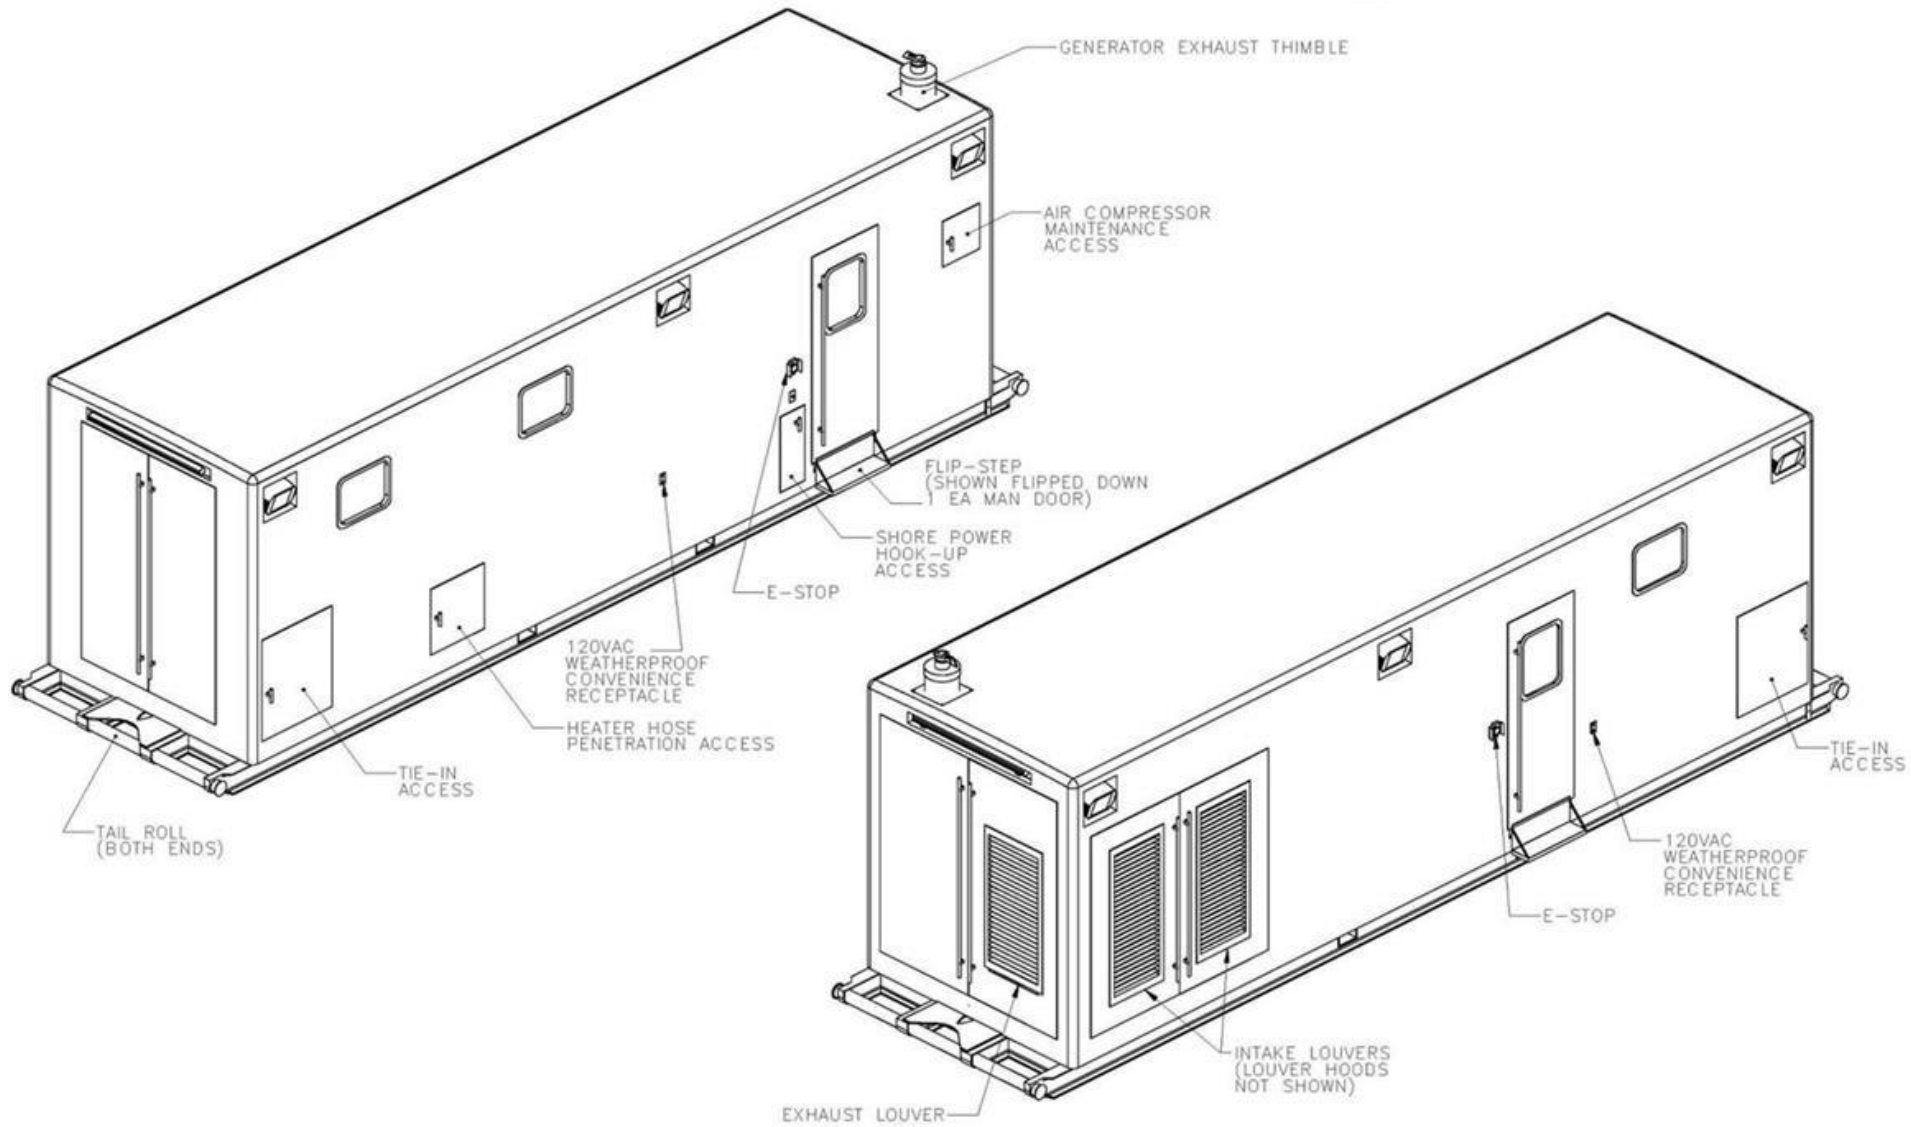 GENERATOR EXHAUST THIMBLE
AIR COMPRESSOR
MAINTENANCE
ACCESS
FLIP-STEP
(SHOWN FLIPPED DOWN
1 EA MAN DOOR)
SHORE POWER
HOOK-UP
ACCESS
E-STOP
120VAC
WEATHERPROOF
CONVENIENCE
RECEPTACLE
HEATER HOSE
PENETRATION ACCESS
TIE-IN
ACCESS
TAIL ROLL
(BOTH ENDS)
TIE-IN
ACCESS
120VAC
WEATHERPROOF
CONVENIENCE
RECEPTACLE
E-STOP
INTAKE LOUVERS
(LOUVER HOODS
NOT SHOWN)
EXHAUST LOUVER